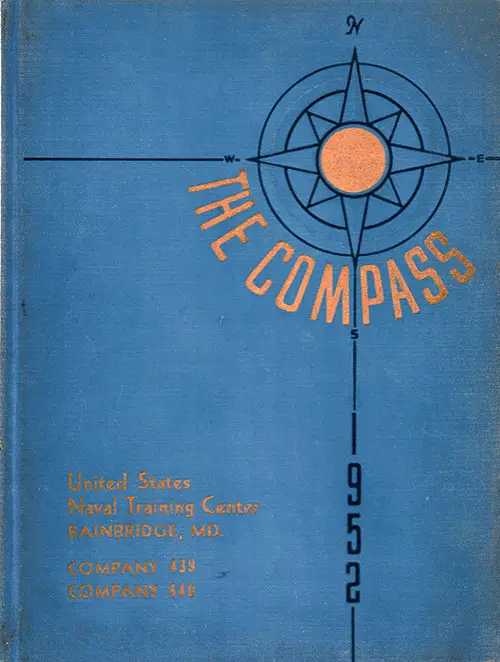 N
W
E
THE COMPASS
S
1952
United States
Naval Training Center
BAINBRIDGE, MD.
COMPANY 439
COMPANY 440